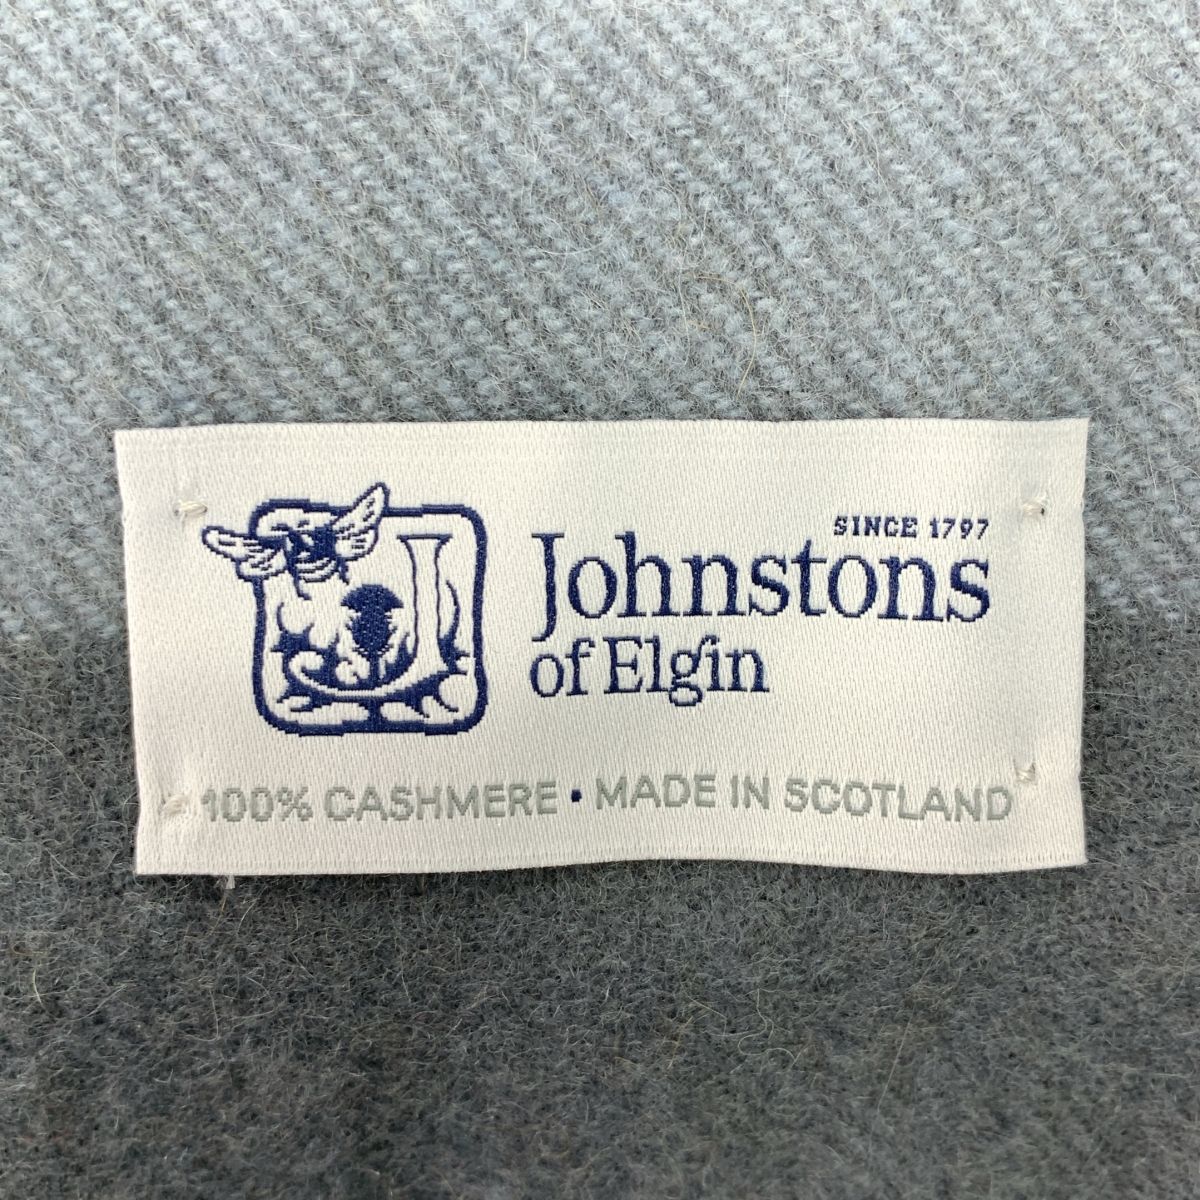 SINCE 1797
Johnstons
of Elgin
100% CASHMERE • MADE IN SCOTLAND